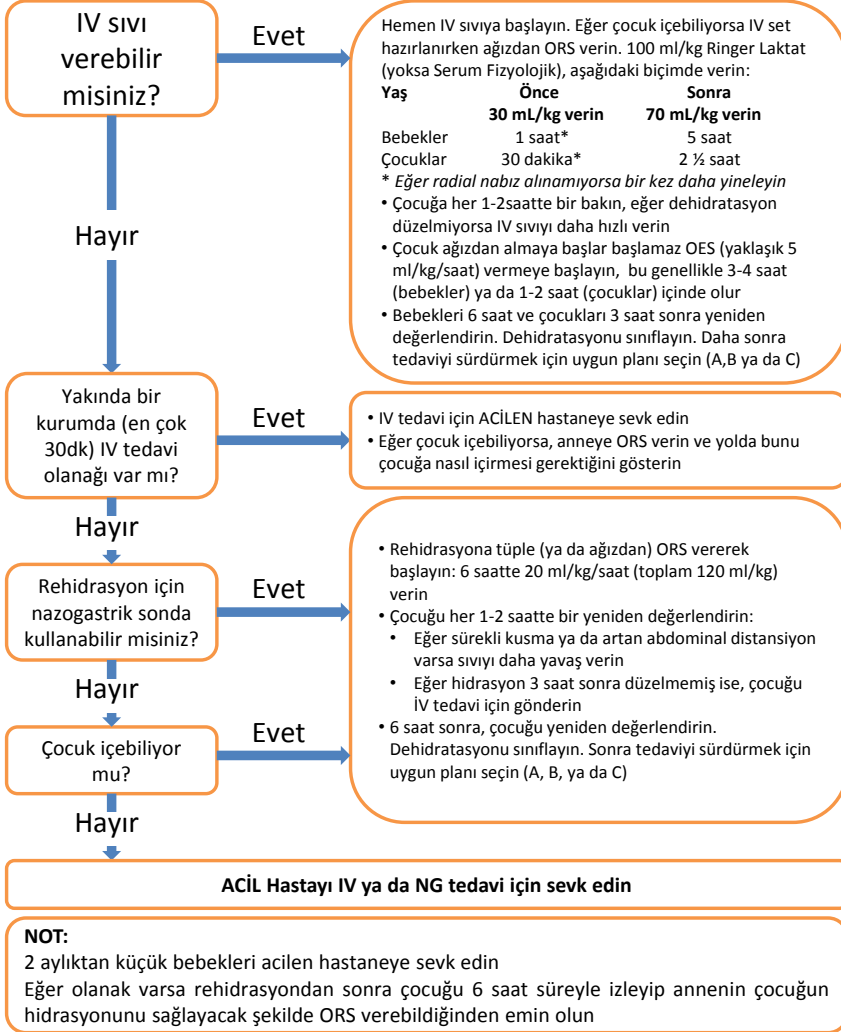 IV sıvı
verebilir
misiniz?
Evet
Hemen IV sıvıya başlayın. Eğer çocuk içebiliyorsa IV set
hazırlanırken ağızdan ORS verin. 100 ml/kg Ringer Laktat
(yoksa Serum Fizyolojik), aşağıdaki biçimde verin:
Yaş Önce Sonra
30 mL/kg verin 70 mL/kg verin
Bebekler 1 saat* 5 saat
Çocuklar 30 dakika* 2 ½ saat
* Eğer radial nabız alınamıyorsa bir kez daha yineleyin
• Çocuğa her 1-2saatte bir bakın, eğer dehidratasyon
düzelmiyorsa IV sıvıyı daha hızlı verin
• Çocuk ağızdan almaya başlar başlamaz OES (yaklaşık 5
ml/kg/saat) vermeye başlayın, bu genellikle 3-4 saat
(bebekler) ya da 1-2 saat (çocuklar) içinde olur
• Bebekleri 6 saat ve çocukları 3 saat sonra yeniden
değerlendirin. Dehidratasyonu sınıflayın. Daha sonra
tedaviyi sürdürmek için uygun planı seçin (A,B ya da C)
Hayır
Yakında bir
kurumda (en çok
30dk) IV tedavi
olanağı var mı?
Evet
• IV tedavi için ACİLEN hastaneye sevk edin
• Eğer çocuk içebiliyorsa, anneye ORS verin ve yolda bunu
çocuğa nasıl içirmesi gerektiğini gösterin
Hayır
Rehidrasyon için
nazogastrik sonda
kullanabilir misiniz?
Evet
• Rehidrasyona tüple (ya da ağızdan) ORS vererek
başlayın: 6 saatte 20 ml/kg/saat (toplam 120 ml/kg)
verin
• Çocuğu her 1-2 saatte bir yeniden değerlendirin:
• Eğer sürekli kusma ya da artan abdominal distansiyon
varsa sıvıyı daha yavaş verin
• Eğer hidrasyon 3 saat sonra düzelmemiş ise, çocuğu
İV tedavi için gönderin
• 6 saat sonra, çocuğu yeniden değerlendirin.
Dehidratasyonu sınıflayın. Sonra tedaviyi sürdürmek için
uygun planı seçin (A, B, ya da C)
Hayır
Çocuk içebiliyor
mu?
Evet
Hayır
ACİL Hastayı IV ya da NG tedavi için sevk edin
NOT:
2 aylıktan küçük bebekleri acilen hastaneye sevk edin
Eğer olanak varsa rehidrasyondan sonra çocuğu 6 saat süreyle izleyip annenin çocuğun
hidrasyonunu sağlayacak şekilde ORS verebildiğinden emin olun